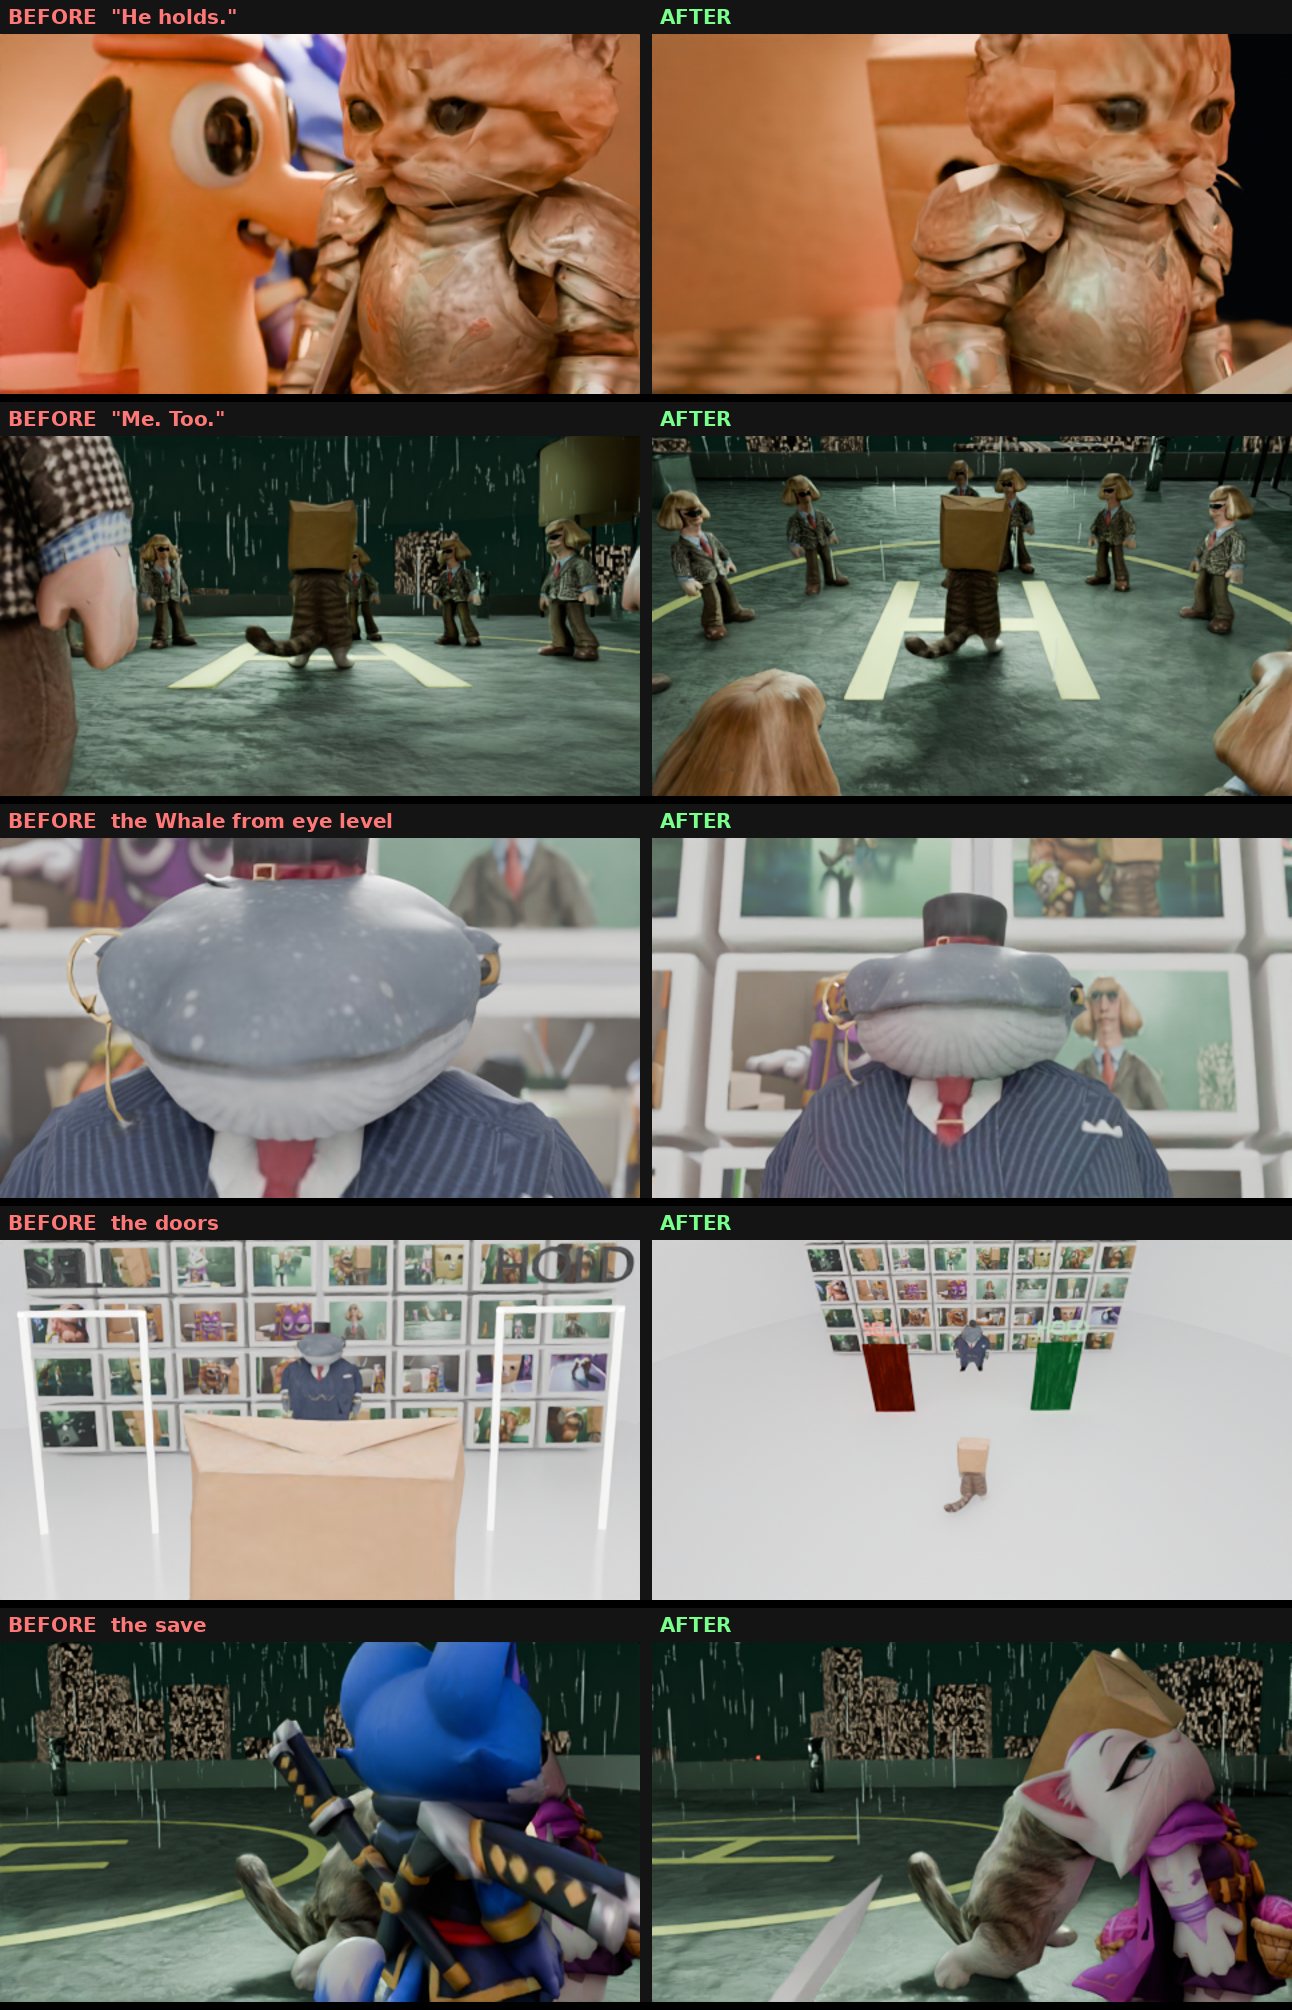 BEFORE "He holds."
AFTER
BEFORE "Me. Too."
AFTER
H
BEFORE the Whale from eye level
AFTER
BEFORE the doors
AFTER
HOLD
BEFORE the save
AFTER